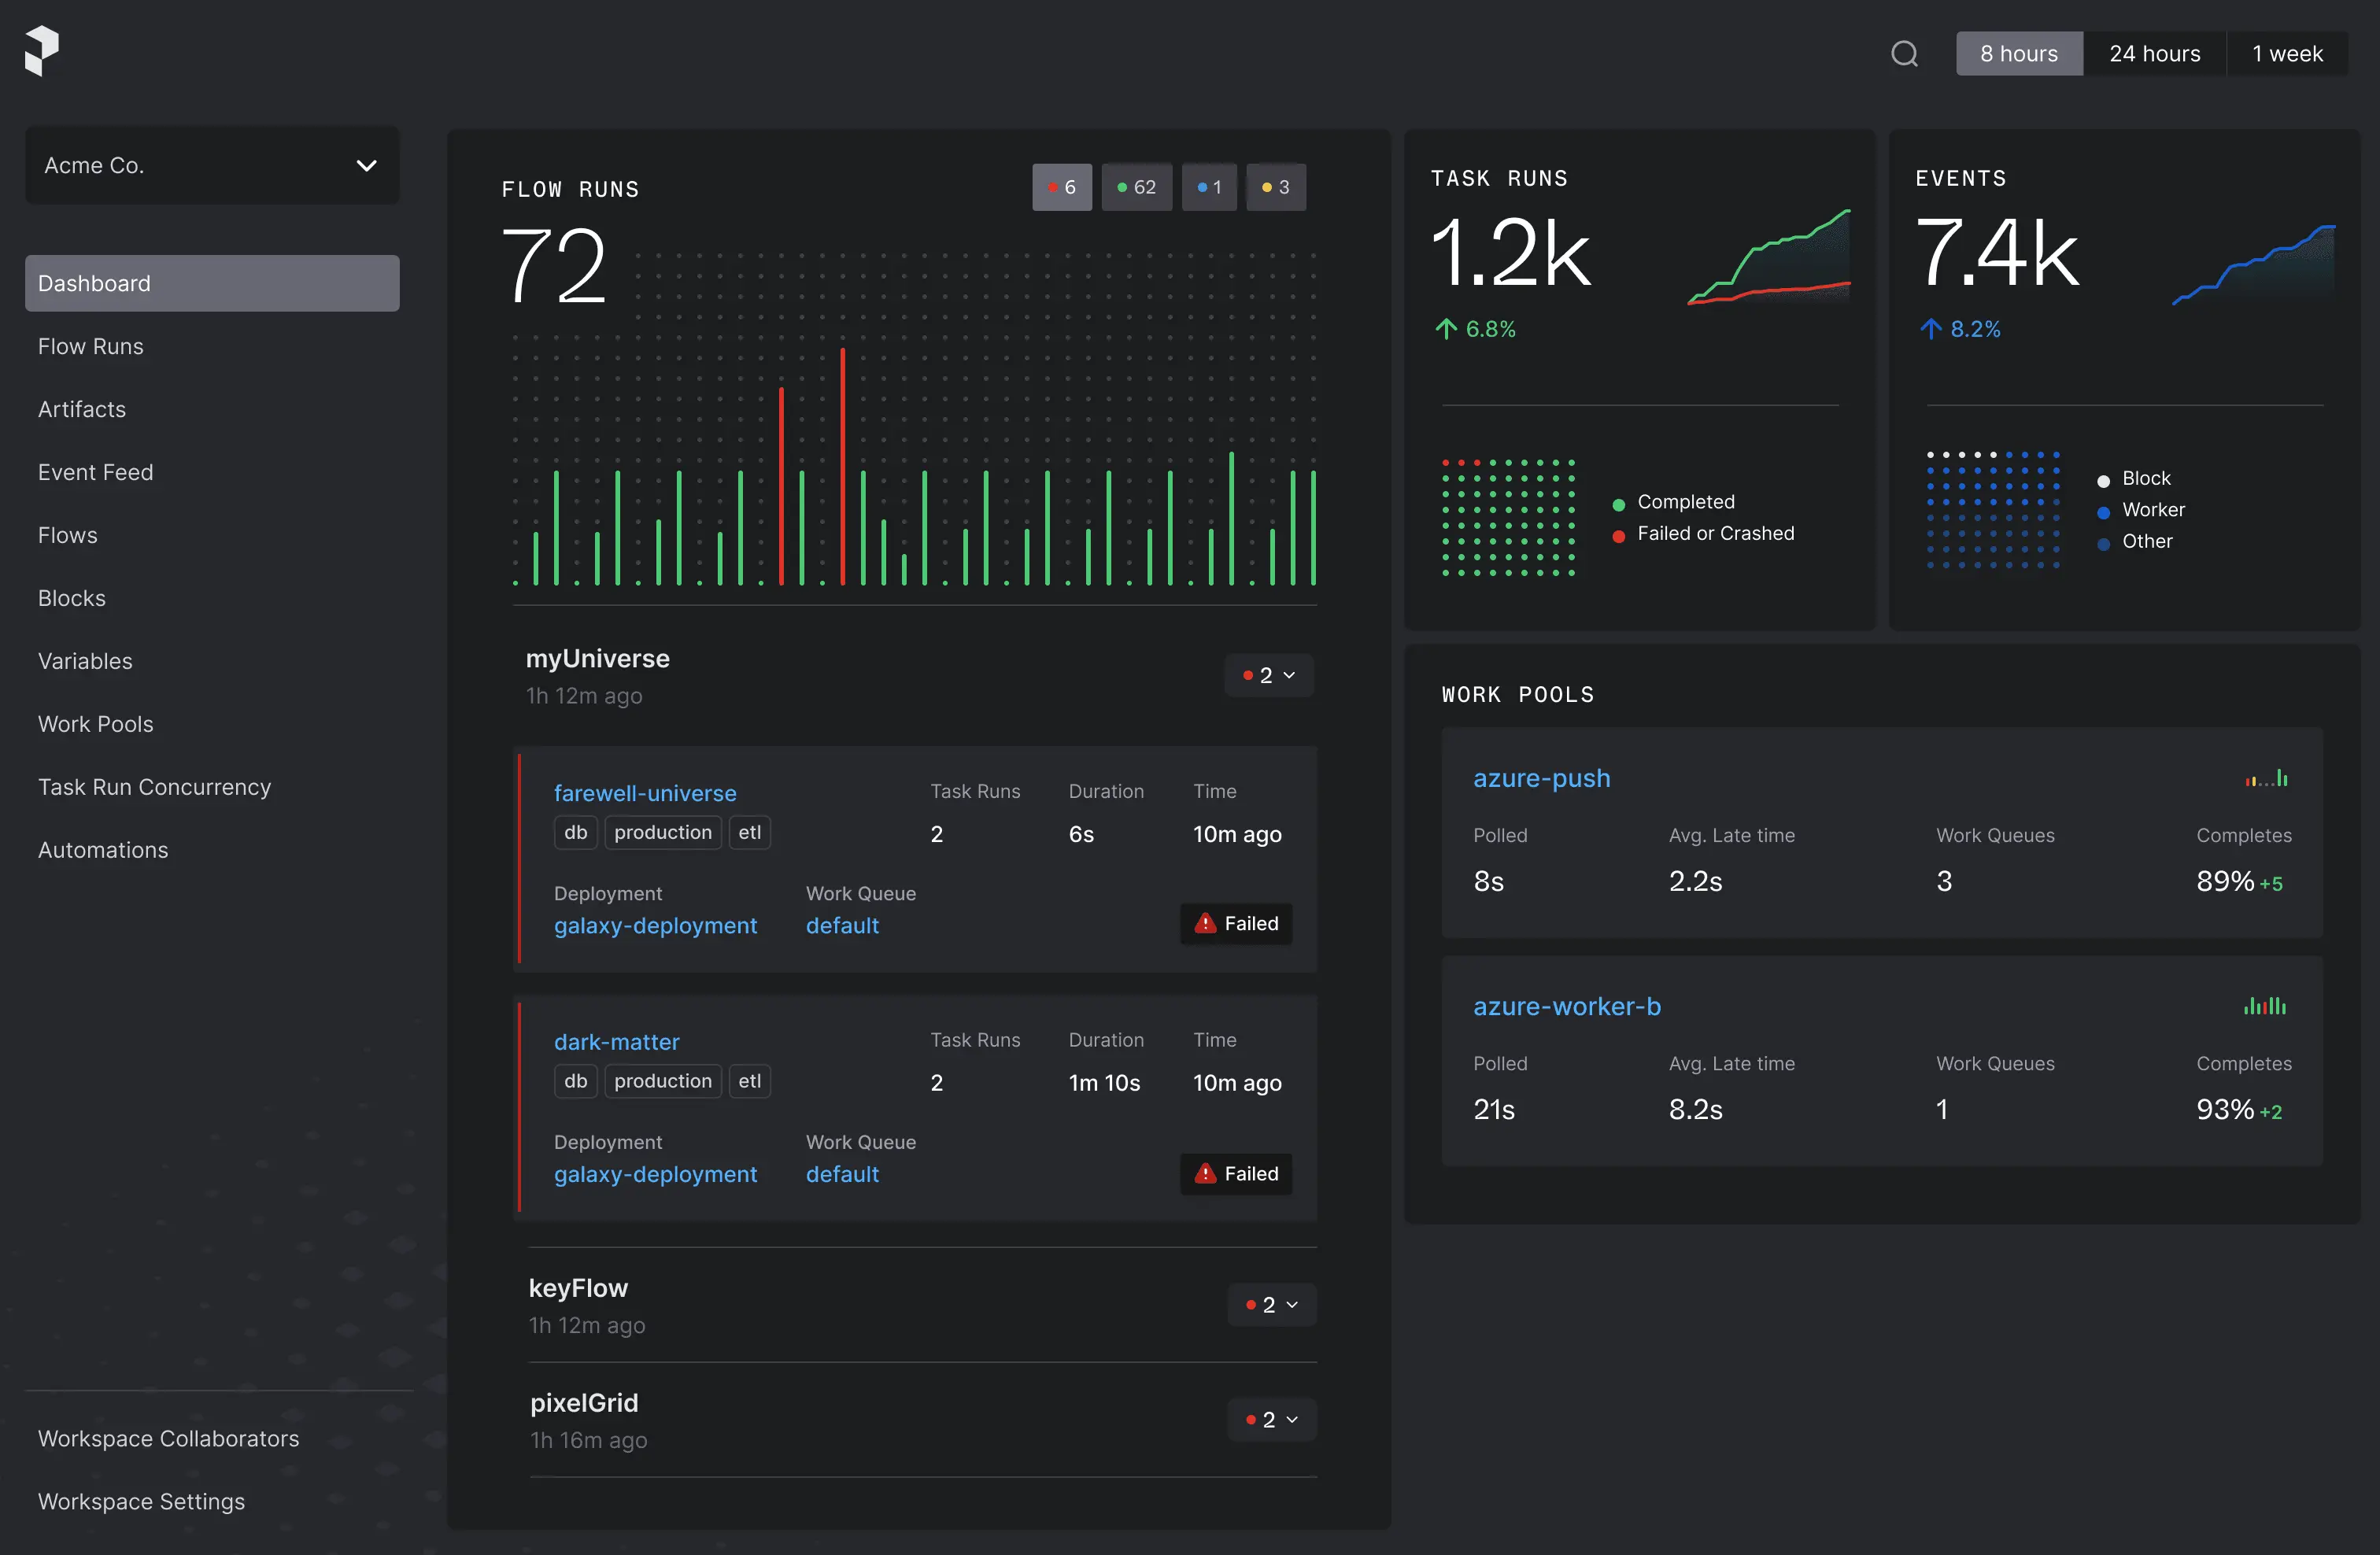 8 hours
24 hours
1 week
Acme Co.
Dashboard
Flow Runs
Artifacts
Event Feed
Flows
Blocks
Variables
Work Pools
Task Run Concurrency
Automations
Workspace Collaborators
Workspace Settings
FLOW RUNS
6
62
1
3
72
myUniverse
1h 12m ago
2
farewell-universe
db production etl
Task Runs Duration Time
2 6s 10m ago
Deployment Work Queue
galaxy-deployment default
Failed
dark-matter
db production etl
Task Runs Duration Time
2 1m 10s 10m ago
Deployment Work Queue
galaxy-deployment default
Failed
keyFlow
1h 12m ago
2
pixelGrid
1h 16m ago
2
TASK RUNS
1.2k
6.8%
Completed
Failed or Crashed
EVENTS
7.4k
8.2%
Block
Worker
Other
WORK POOLS
azure-push
Polled Avg. Late time Work Queues Completes
8s 2.2s 3 89% +5
azure-worker-b
Polled Avg. Late time Work Queues Completes
21s 8.2s 1 93% +2